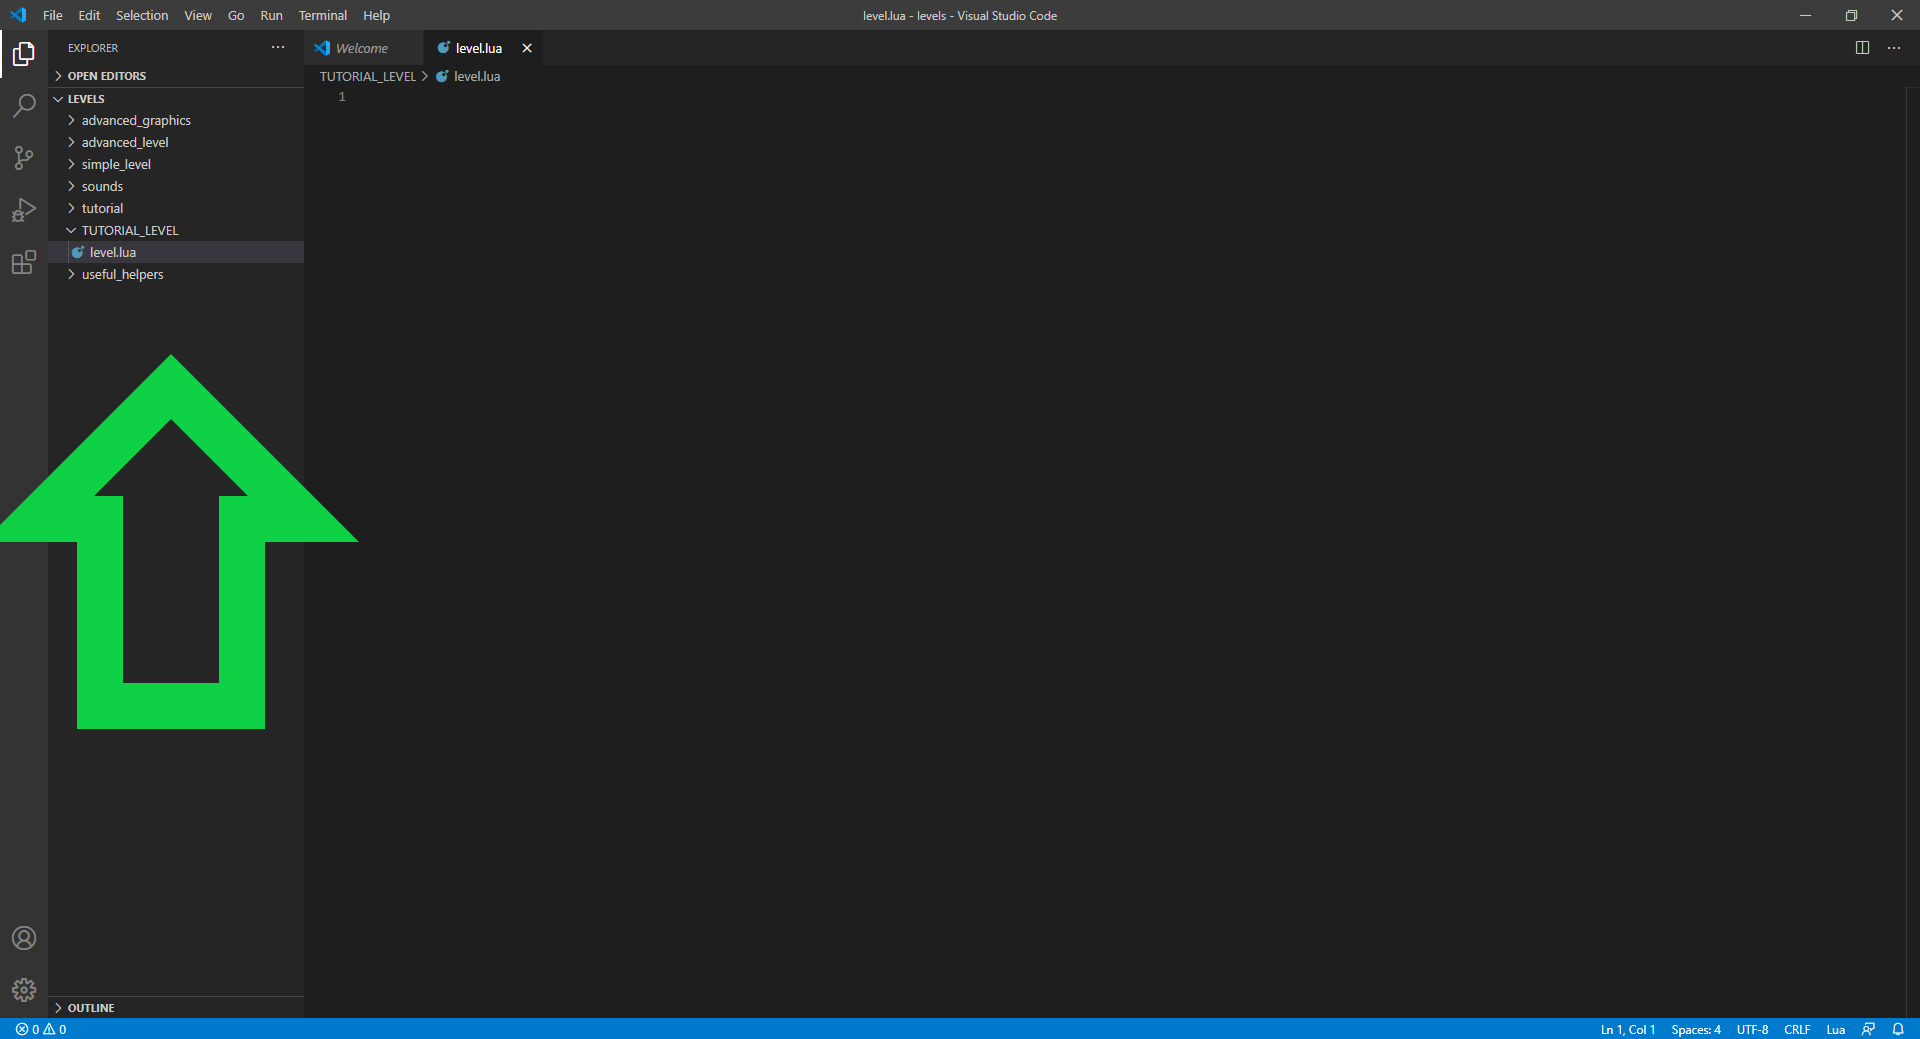 File Edit Selection View Go Run Terminal Help level.lua - levels - Visual Studio Code
EXPLORER
Welcome level.lua
OPEN EDITORS
TUTORIAL_LEVEL > level.lua
LEVELS
1
advanced_graphics
advanced_level
simple_level
sounds
tutorial
TUTORIAL_LEVEL
level.lua
useful_helpers
OUTLINE
0 0 Ln 1, Col 1 Spaces: 4 UTF-8 CRLF Lua